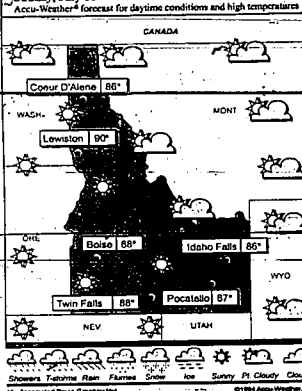 Accu-Weather® forecast for daytime conditions and high temperatures
CANADA
Coeur D'Alene 86°
WASH
MONT
Lewiston 90°
ORE
Boise 88°
Idaho Falls 86°
WYO
Twin Falls 88°
Pocatello 87°
NEV
UTAH
Showers T-storms Rain Flurries Snow Ice Sunny Pt. Cloudy
©1994 Accu-Weather